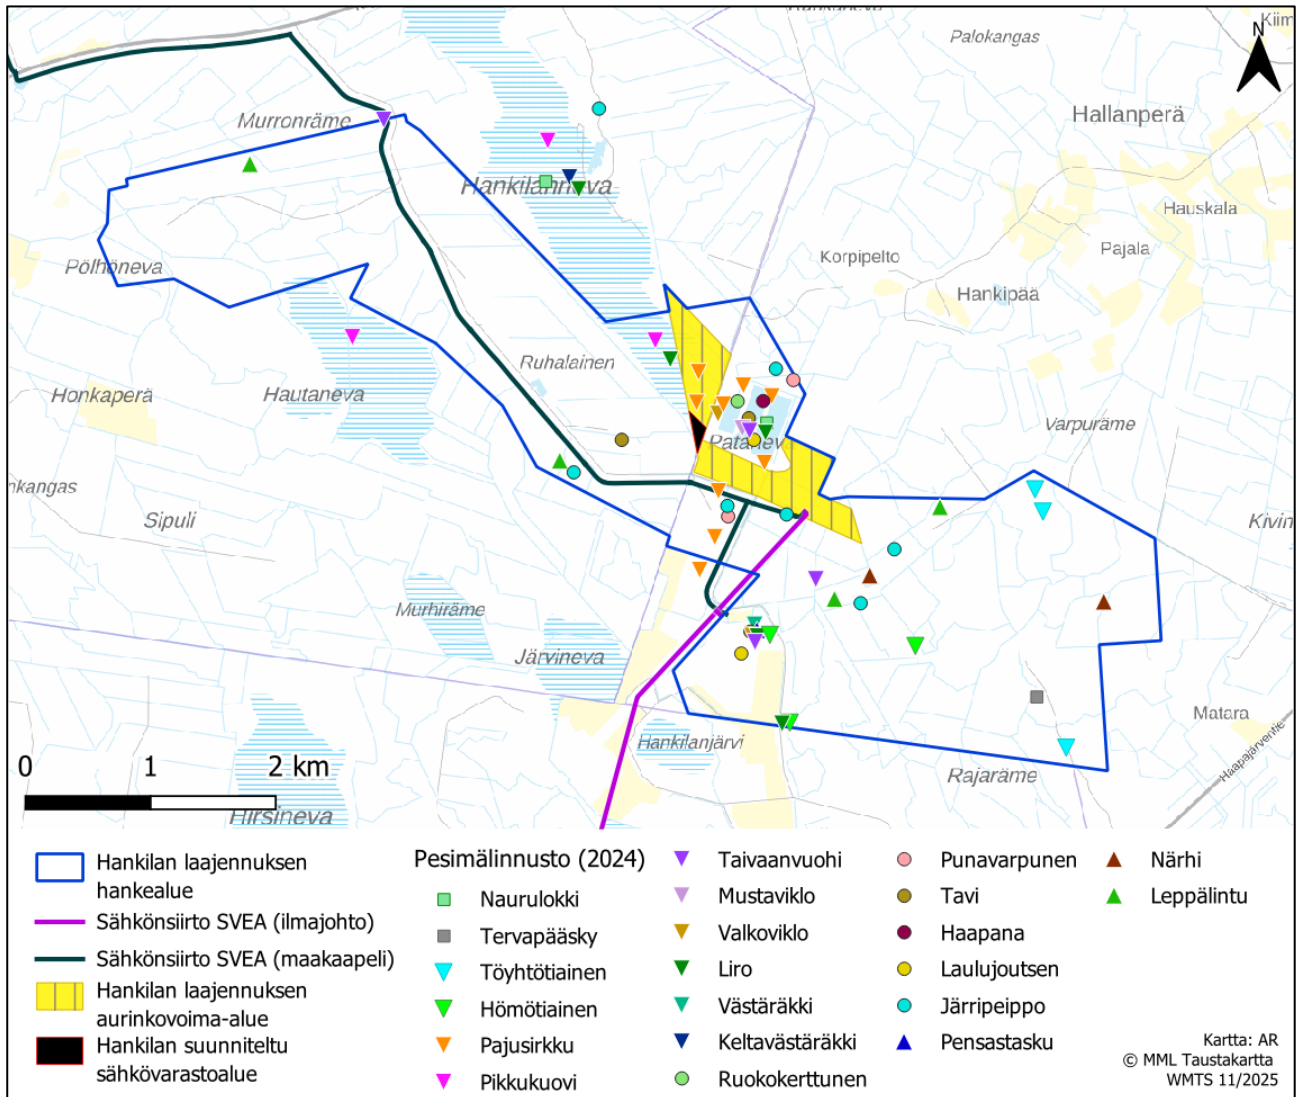 Hankaneva
Kiim
Palokangas
N
Hallanperä
Murronräme
Hankilanneva
Hauskala
Pajala
Korpipelto
Pölhöneva
Hankipää
Ruhalainen
Honkaperä
Hautaneva
Varpuräme
Pataneva
nkangas
Sipuli
Kivin
Murhiräme
Järvineva
Matara
Hankilanjärvi
Rajaräme
Haapajärventie
0 1 2 km
Hirsineva
Hankilan laajennuksen
hankealue
Sähkönsiirto SVEA (ilmajohto)
Sähkönsiirto SVEA (maakaapeli)
Hankilan laajennuksen
aurinkovoima-alue
Hankilan suunniteltu
sähkövarastoalue
Pesimälinnusto (2024)
Naurulokki
Tervapääsky
Töyhtötiainen
Hömötiainen
Pajusirkku
Pikkukuovi
Taivaanvuohi
Mustaviklo
Valkoviklo
Liro
Västäräkki
Keltavästäräkki
Ruokokerttunen
Punavarpunen
Tavi
Haapana
Laulujoutsen
Järripeippo
Pensastasku
Närhi
Leppälintu
Kartta: AR
© MML Taustakartta
WMTS 11/2025